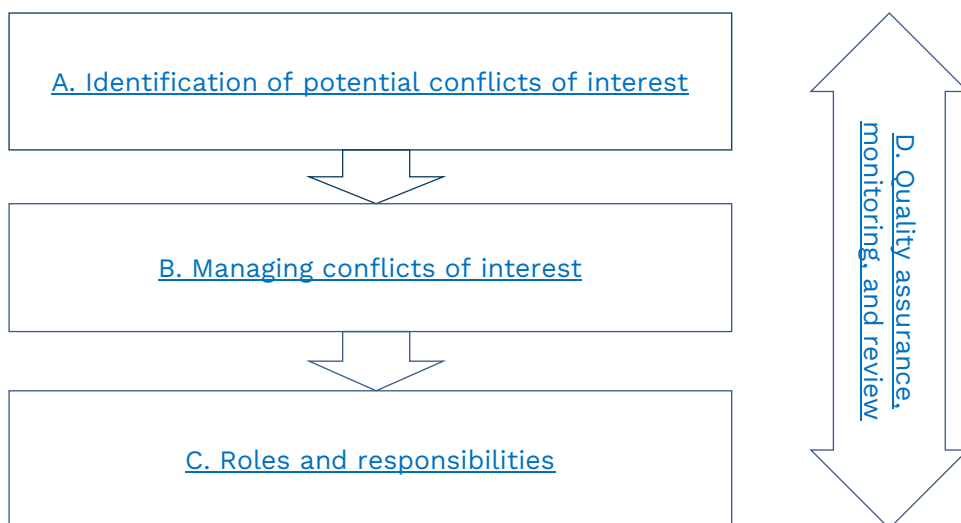 A. Identification of potential conflicts of interest
B. Managing conflicts of interest
C. Roles and responsibilities
D. Quality assurance,
monitoring, and review